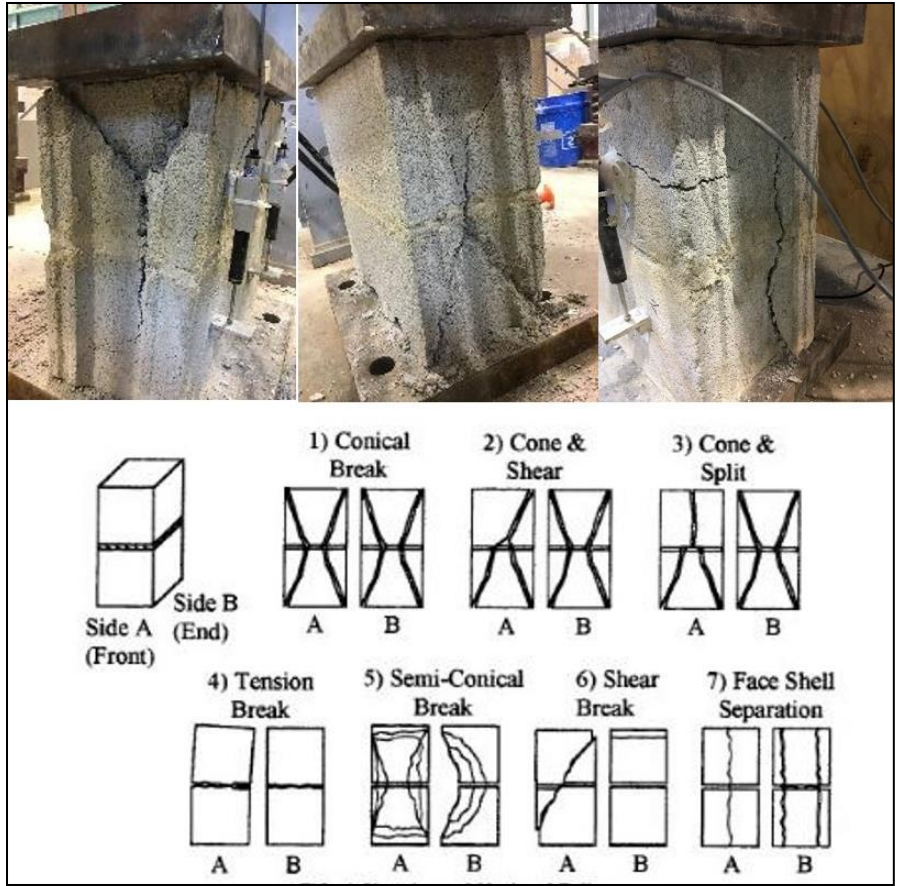 1) Conical
Break
2) Cone &
Shear
3) Cone &
Split
Side A
(Front)
Side B
(End)
A
B
A
B
A
B
4) Tension
Break
5) Semi-Conical
Break
6) Shear
Break
7) Face Shell
Separation
A
B
A
B
A
B
A
B